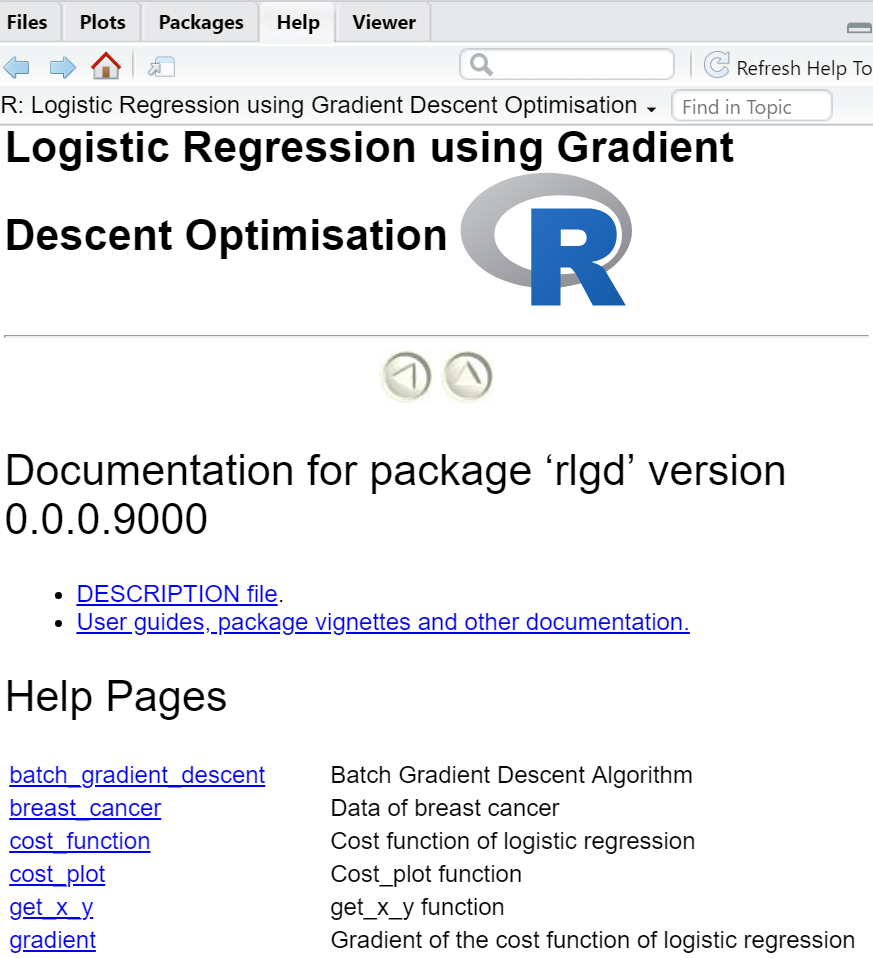 Files Plots Packages Help Viewer
Refresh Help To
R: Logistic Regression using Gradient Descent Optimisation Find in Topic
Logistic Regression using Gradient
Descent Optimisation R
Documentation for package ‘rlgd’ version
0.0.0.9000
DESCRIPTION file.
User guides, package vignettes and other documentation.
Help Pages
batch_gradient_descent Batch Gradient Descent Algorithm
breast_cancer Data of breast cancer
cost_function Cost function of logistic regression
cost_plot Cost_plot function
get_x_y get_x_y function
gradient Gradient of the cost function of logistic regression